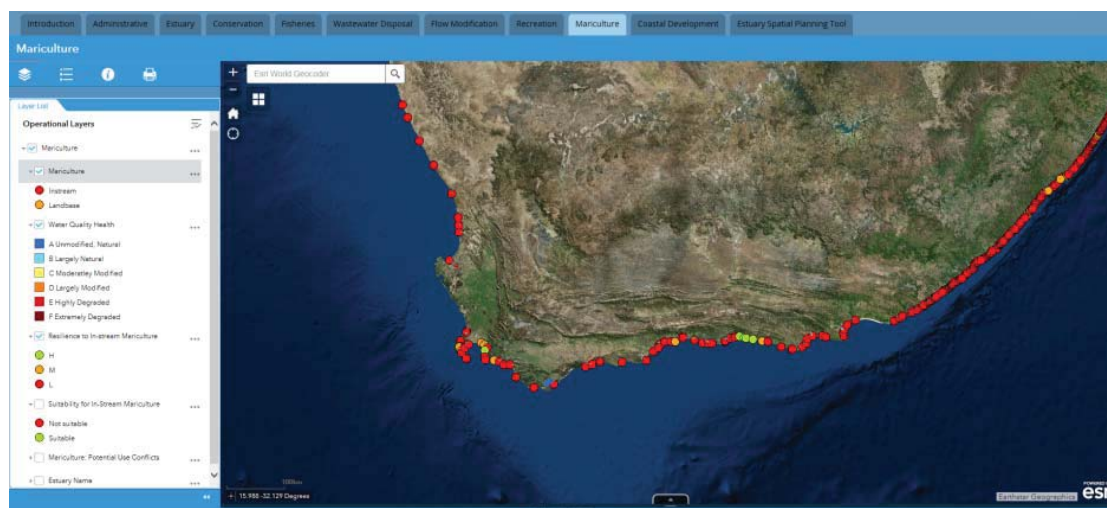 Introduction
Administrative
Estuary
Conservation
Fisheries
Wastewater Disposal
Flow Modification
Recreation
Mariculture
Coastal Development
Estuary Spatial Planning Tool
Mariculture
Esri World Geocoder
Layer List
Operational Layers
Mariculture
Mariculture
Instream
Landbase
Water Quality Health
A Unmodified, Natural
B Largely Natural
C Moderatley Modified
D Largely Modified
E Highly Degraded
F Extremely Degraded
Resilience to In-stream Mariculture
H
M
L
Suitability for In-Stream Mariculture
Not suitable
Suitable
Mariculture: Potential Use Conflicts
Estuary Name
100km
15.988 -32.129 Degrees
Earthstar Geographics
POWERED BY
esri